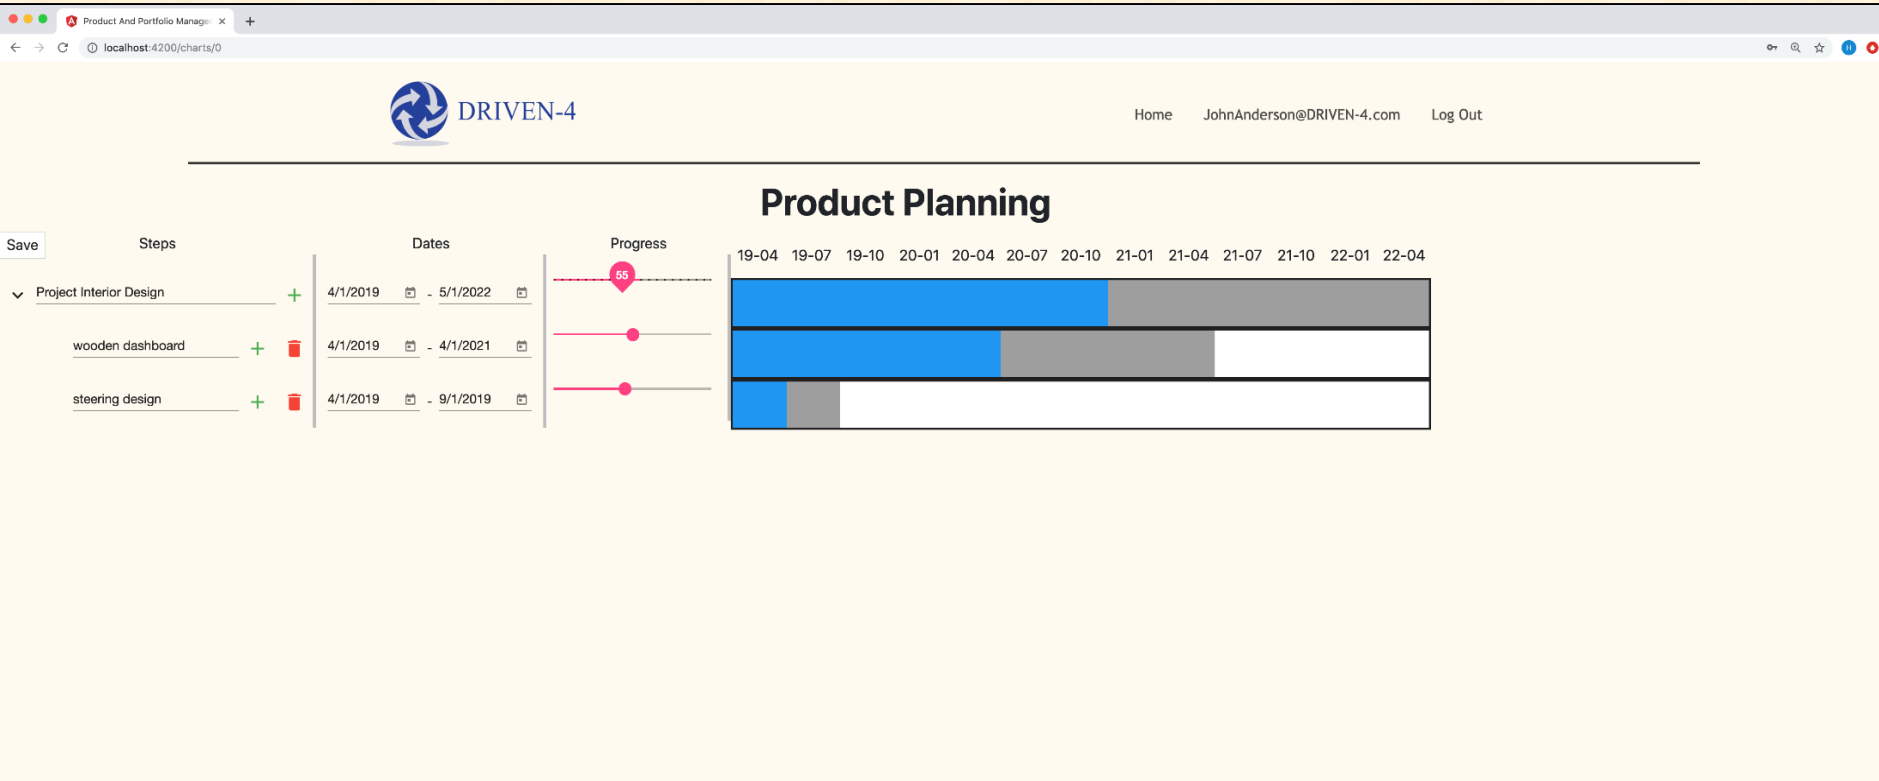 Product And Portfolio Manage
localhost:4200/charts/0
H
DRIVEN-4
Home JohnAnderson@DRIVEN-4.com Log Out
Product Planning
Save Steps Dates Progress
19-04 19-07 19-10 20-01 20-04 20-07 20-10 21-01 21-04 21-07 21-10 22-01 22-04
55
Project Interior Design + 4/1/2019 - 5/1/2022
wooden dashboard + 4/1/2019 - 4/1/2021
steering design + 4/1/2019 - 9/1/2019